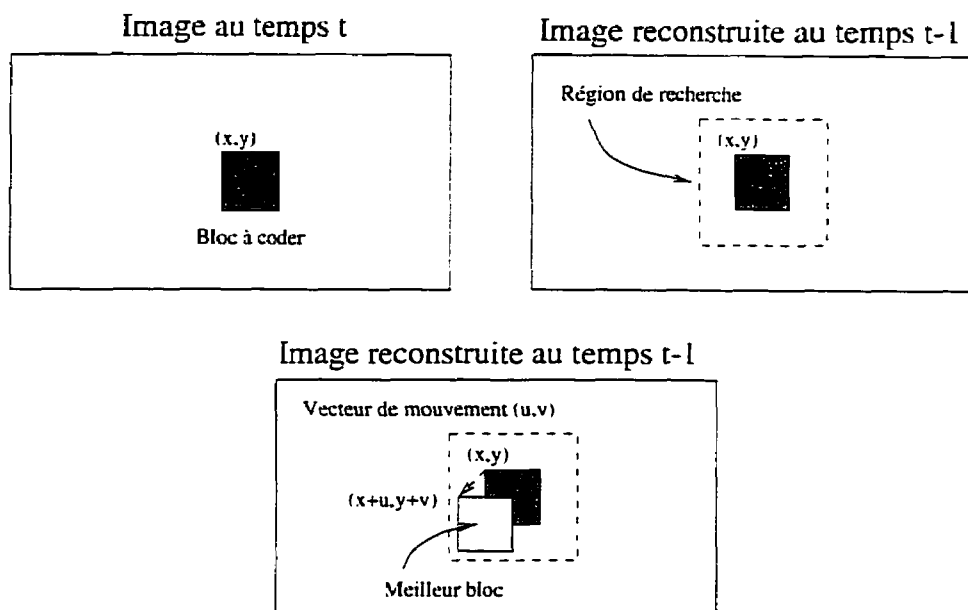 Image au temps t
(x,y)
Bloc à coder
Image reconstruite au temps t-1
Région de recherche
(x,y)
Image reconstruite au temps t-1
Vecteur de mouvement (u,v)
(x,y)
(x+u,y+v)
Meilleur bloc